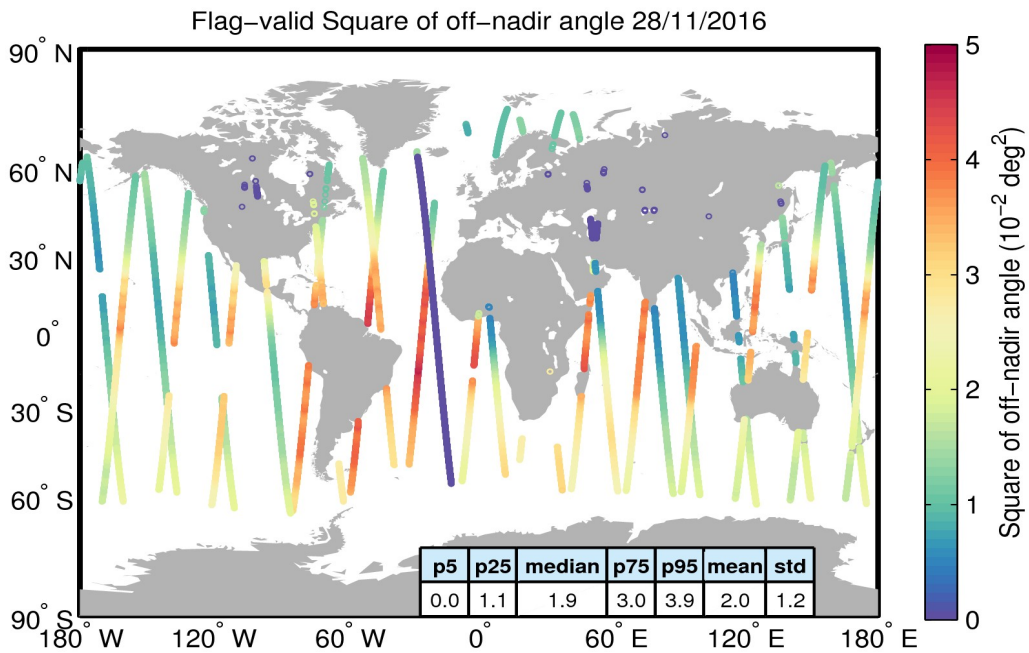 Flag−valid Square of off−nadir angle 28/11/2016
90° N
60° N
30° N
0°
30° S
60° S
90° S
180° W
120° W
60° W
0°
60° E
120° E
180° E
p5 p25 median p75 p95 mean std
0.0 1.1 1.9 3.0 3.9 2.0 1.2
5
4
3
2
1
0
Square of off−nadir angle (10⁻² deg²)